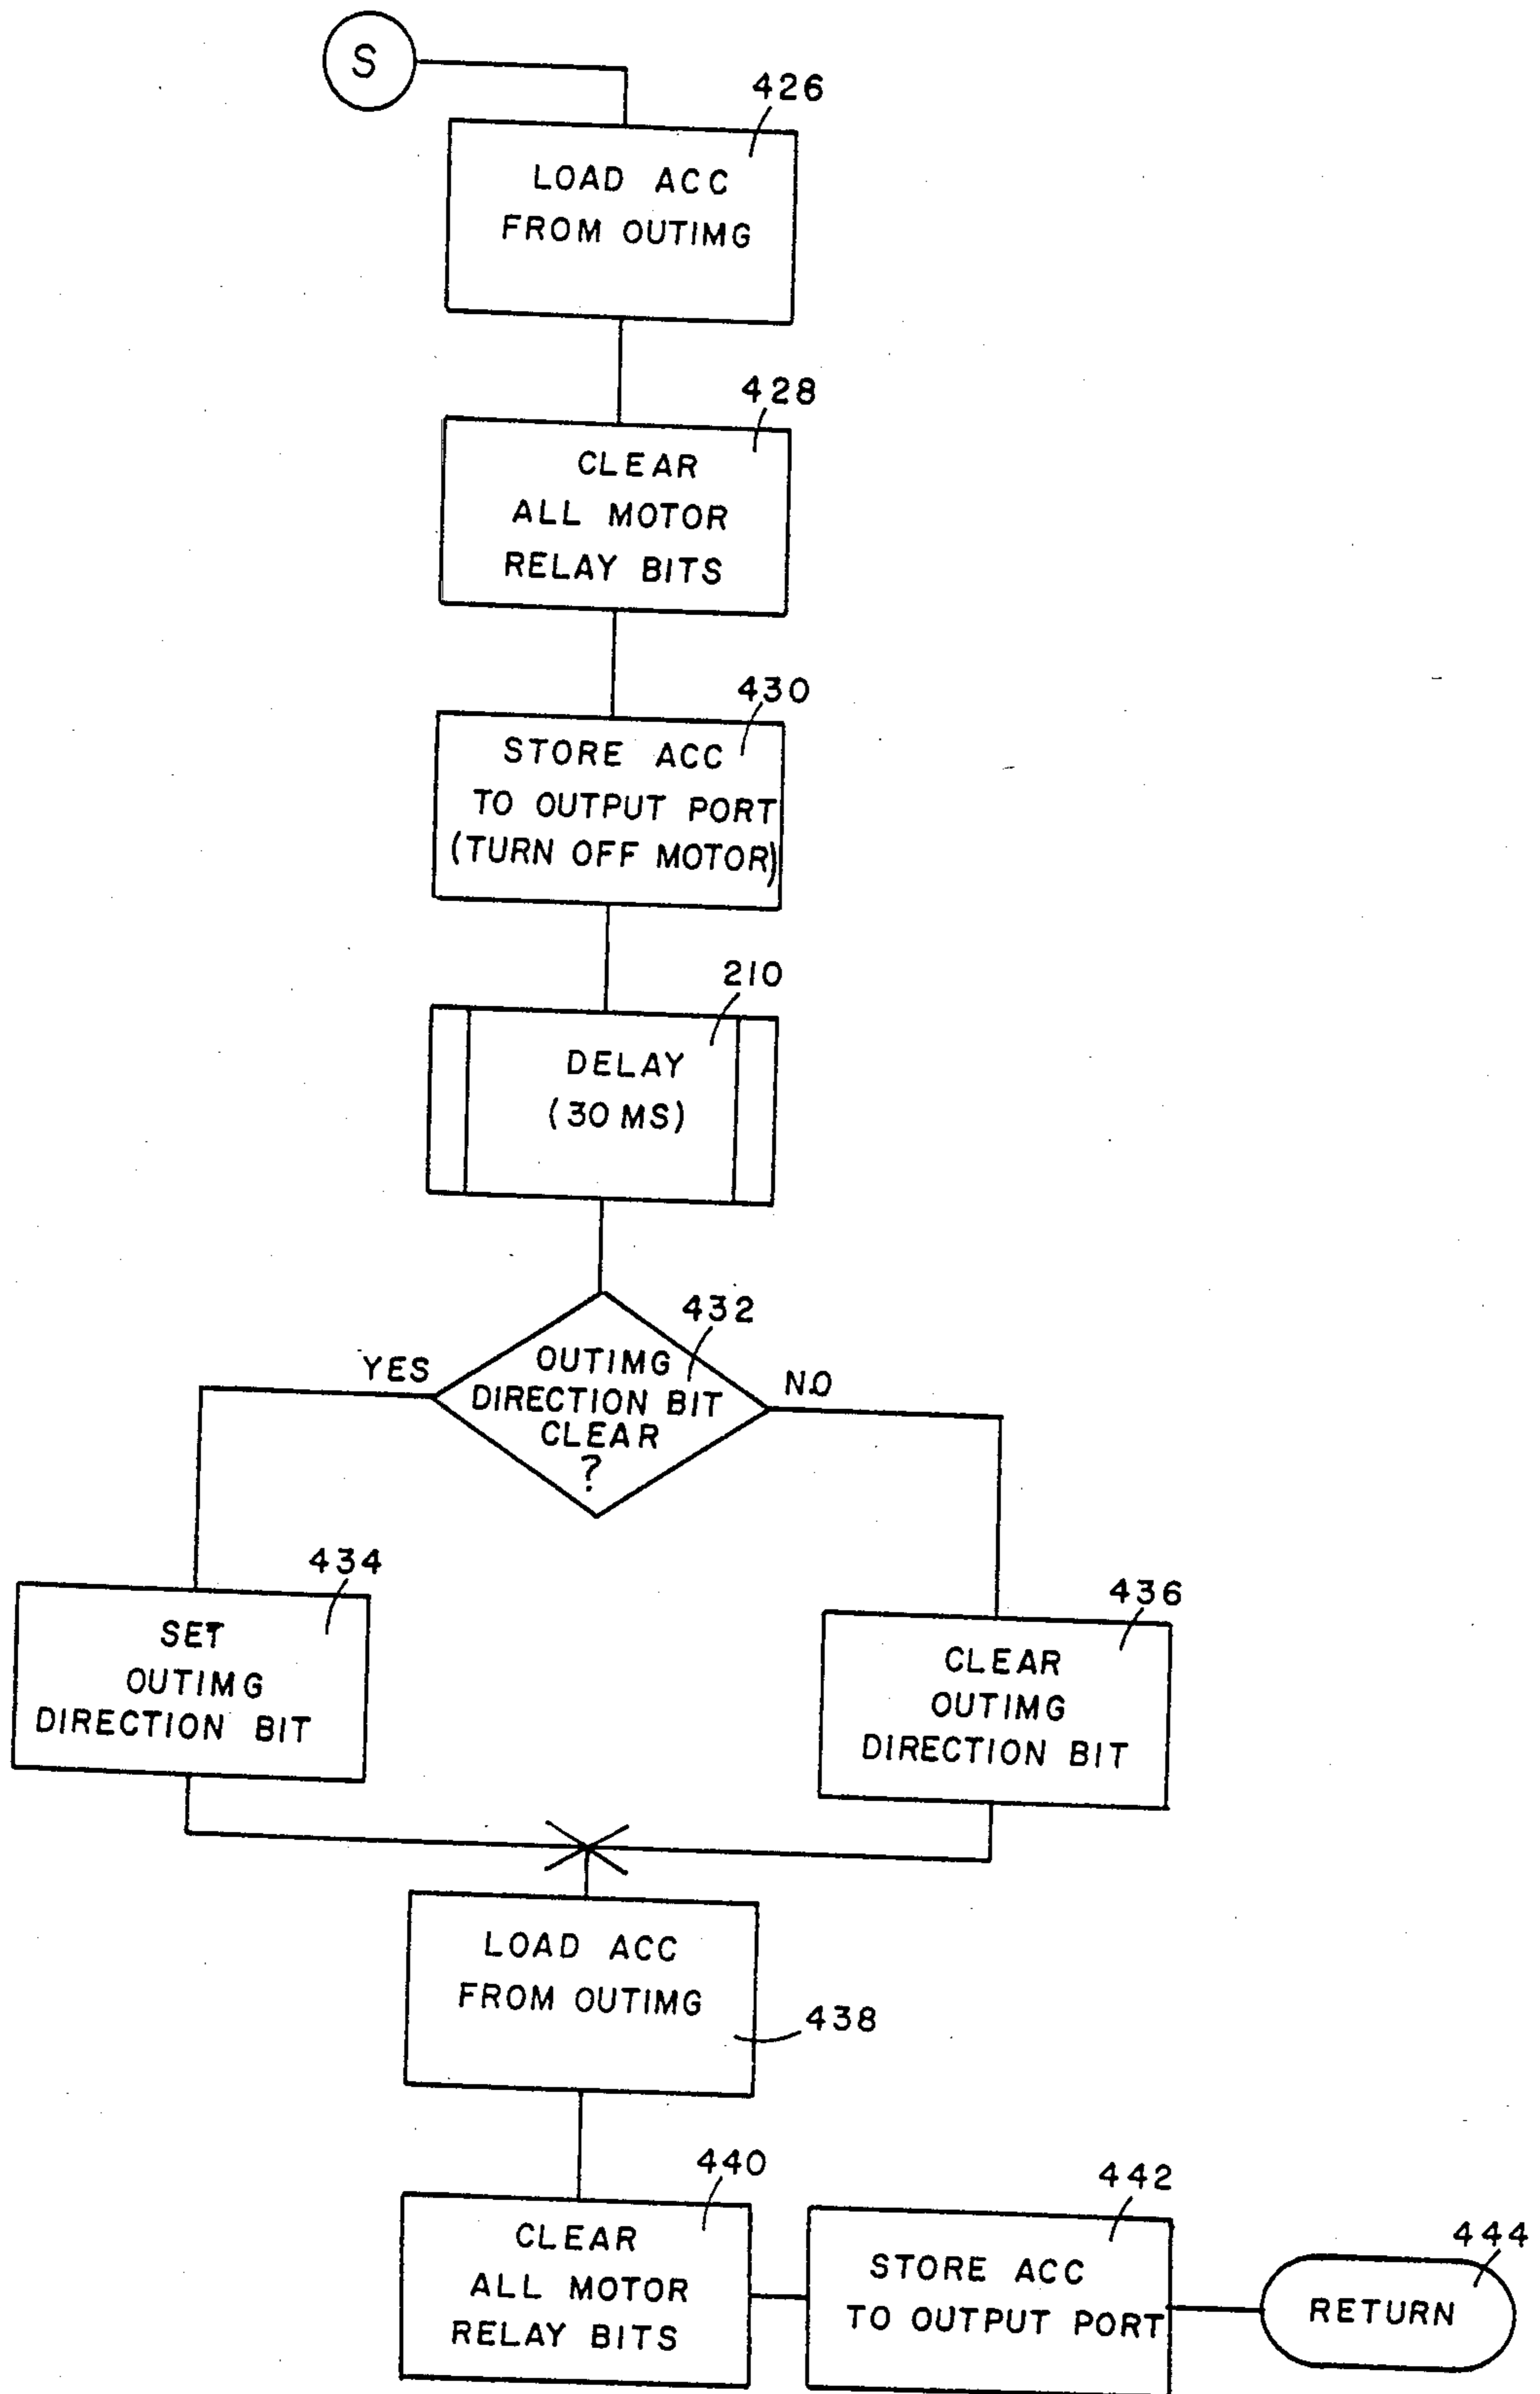 S
426
LOAD ACC
FROM OUTIMG
428
CLEAR
ALL MOTOR
RELAY BITS
430
STORE ACC
TO OUTPUT PORT
(TURN OFF MOTOR)
210
DELAY
(30 MS)
432
OUTIMG
DIRECTION BIT
CLEAR
?
YES
NO
434
SET
OUTIMG
DIRECTION BIT
436
CLEAR
OUTIMG
DIRECTION BIT
LOAD ACC
FROM OUTIMG
438
440
CLEAR
ALL MOTOR
RELAY BITS
442
STORE ACC
TO OUTPUT PORT
444
RETURN